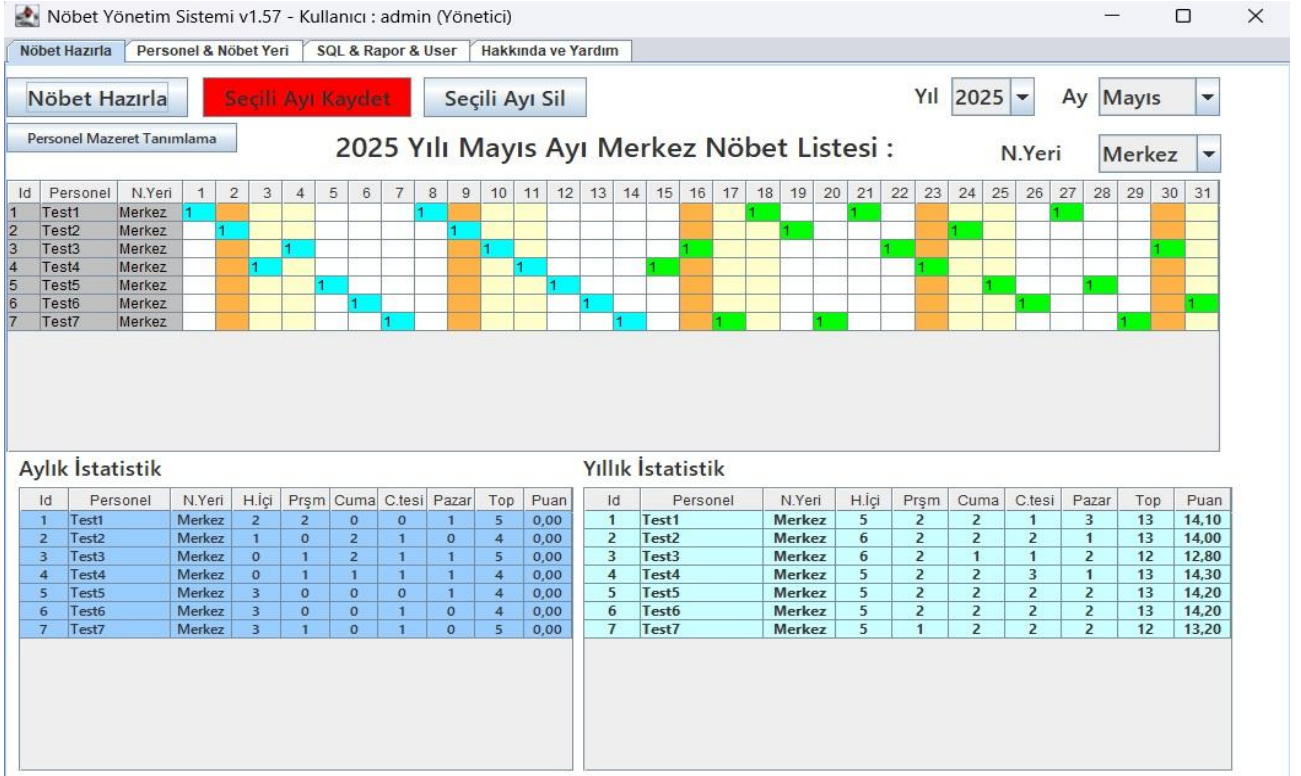 Nöbet Yönetim Sistemi v1.57 - Kullanıcı : admin (Yönetici)
Nöbet Hazırla Personel & Nöbet Yeri SQL & Rapor & User Hakkında ve Yardım
Nöbet Hazırla Seçili Ayı Kaydet Seçili Ayı Sil Yıl 2025 Ay Mayıs
Personel Mazeret Tanımlama 2025 Yılı Mayıs Ayı Merkez Nöbet Listesi : N.Yeri Merkez
Id Personel N.Yeri 1 2 3 4 5 6 7 8 9 10 11 12 13 14 15 16 17 18 19 20 21 22 23 24 25 26 27 28 29 30 31
1 Test1 Merkez 1 1 1 1 1
2 Test2 Merkez 1 1 1 1
3 Test3 Merkez 1 1 1 1 1
4 Test4 Merkez 1 1 1 1
5 Test5 Merkez 1 1 1 1
6 Test6 Merkez 1 1 1 1
7 Test7 Merkez 1 1 1 1 1
Aylık İstatistik
Id Personel N.Yeri H.İçi Prşm Cuma C.tesi Pazar Top Puan
1 Test1 Merkez 2 2 0 0 1 5 0,00
2 Test2 Merkez 1 0 2 1 0 4 0,00
3 Test3 Merkez 0 1 2 1 1 5 0,00
4 Test4 Merkez 0 1 1 1 1 4 0,00
5 Test5 Merkez 3 0 0 0 1 4 0,00
6 Test6 Merkez 3 0 0 1 0 4 0,00
7 Test7 Merkez 3 1 0 1 0 5 0,00
Yıllık İstatistik
Id Personel N.Yeri H.İçi Prşm Cuma C.tesi Pazar Top Puan
1 Test1 Merkez 5 2 2 1 3 13 14,10
2 Test2 Merkez 6 2 2 2 1 13 14,00
3 Test3 Merkez 6 2 1 1 2 12 12,80
4 Test4 Merkez 5 2 2 3 1 13 14,30
5 Test5 Merkez 5 2 2 2 2 13 14,20
6 Test6 Merkez 5 2 2 2 2 13 14,20
7 Test7 Merkez 5 1 2 2 2 12 13,20